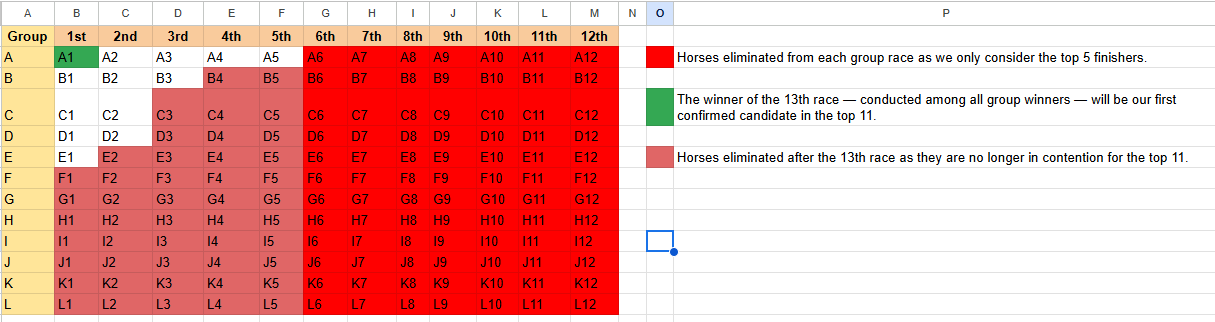 A B C D E F G H I J K L M N O P
Group 1st 2nd 3rd 4th 5th 6th 7th 8th 9th 10th 11th 12th
A A1 A2 A3 A4 A5 A6 A7 A8 A9 A10 A11 A12 Horses eliminated from each group race as we only consider the top 5 finishers.
B B1 B2 B3 B4 B5 B6 B7 B8 B9 B10 B11 B12
The winner of the 13th race — conducted among all group winners — will be our first
C C1 C2 C3 C4 C5 C6 C7 C8 C9 C10 C11 C12 confirmed candidate in the top 11.
D D1 D2 D3 D4 D5 D6 D7 D8 D9 D10 D11 D12
E E1 E2 E3 E4 E5 E6 E7 E8 E9 E10 E11 E12 Horses eliminated after the 13th race as they are no longer in contention for the top 11.
F F1 F2 F3 F4 F5 F6 F7 F8 F9 F10 F11 F12
G G1 G2 G3 G4 G5 G6 G7 G8 G9 G10 G11 G12
H H1 H2 H3 H4 H5 H6 H7 H8 H9 H10 H11 H12
I I1 I2 I3 I4 I5 I6 I7 I8 I9 I10 I11 I12
J J1 J2 J3 J4 J5 J6 J7 J8 J9 J10 J11 J12
K K1 K2 K3 K4 K5 K6 K7 K8 K9 K10 K11 K12
L L1 L2 L3 L4 L5 L6 L7 L8 L9 L10 L11 L12